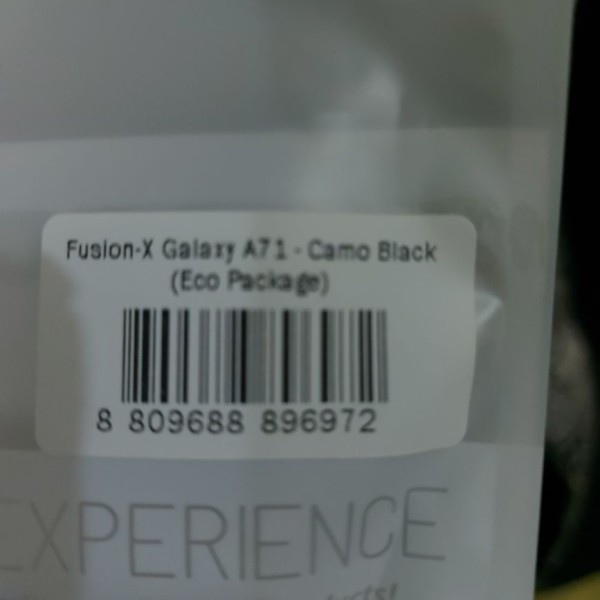 Fusion-X Galaxy A71 - Camo Black
(Eco Package)
8 809688 896972
EXPERIENCE